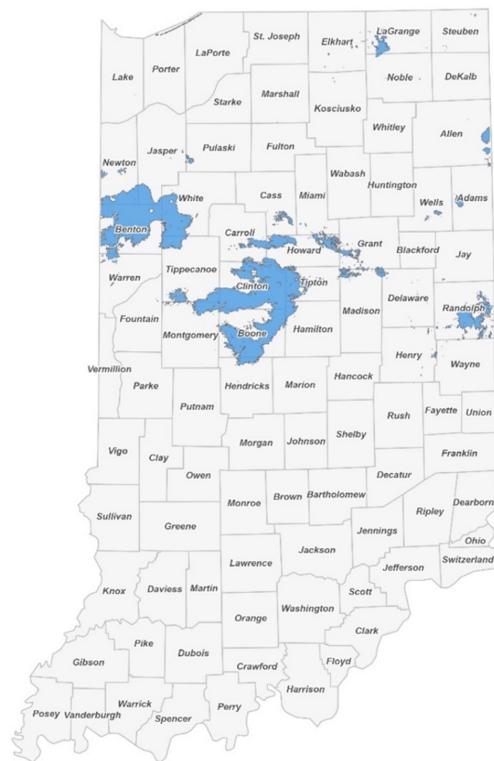 St. Joseph
LaGrange
Steuben
Elkhart
LaPorte
Porter
Lake
Noble
DeKalb
Marshall
Starke
Kosciusko
Whitley
Allen
Pulaski
Fulton
Jasper
Newton
Wabash
Huntington
Miami
Cass
White
Wells
Adams
Benton
Carroll
Howard
Grant
Blackford
Jay
Warren
Tippecanoe
Clinton
Tipton
Delaware
Randolph
Madison
Fountain
Montgomery
Boone
Hamilton
Henry
Wayne
Vermillion
Hendricks
Marion
Hancock
Parke
Putnam
Rush
Fayette
Union
Shelby
Morgan
Johnson
Vigo
Clay
Franklin
Owen
Decatur
Monroe
Brown
Bartholomew
Dearborn
Ripley
Sullivan
Greene
Jennings
Ohio
Jackson
Switzerland
Lawrence
Jefferson
Knox
Daviess
Martin
Scott
Washington
Orange
Clark
Pike
Dubois
Gibson
Crawford
Floyd
Harrison
Posey
Vanderburgh
Warrick
Spencer
Perry